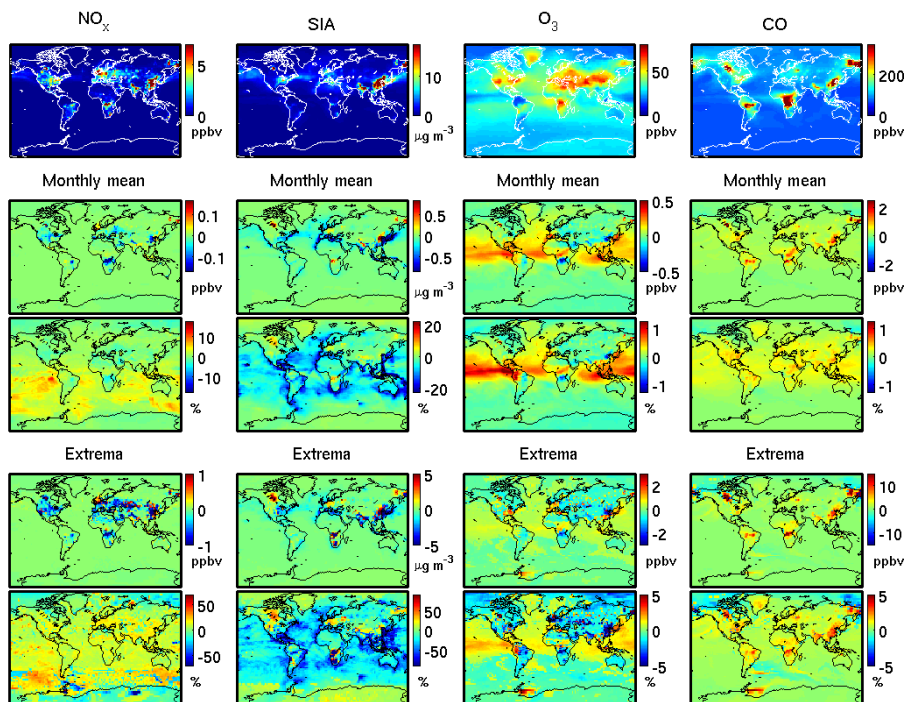 NOx SIA O3 CO
5 0 ppbv
10 0 μg m-3
50 0 ppbv
200 0 ppbv
Monthly mean Monthly mean Monthly mean Monthly mean
0.1 0 -0.1 ppbv
0.5 0 -0.5 μg m-3
0.5 0 -0.5 ppbv
2 0 -2 ppbv
10 0 -10 %
20 0 -20 %
1 0 -1 %
1 0 -1 %
Extrema Extrema Extrema Extrema
1 0 -1 ppbv
5 0 -5 μg m-3
2 0 -2 ppbv
10 0 -10 ppbv
50 0 -50 %
50 0 -50 %
5 0 -5 %
5 0 -5 %